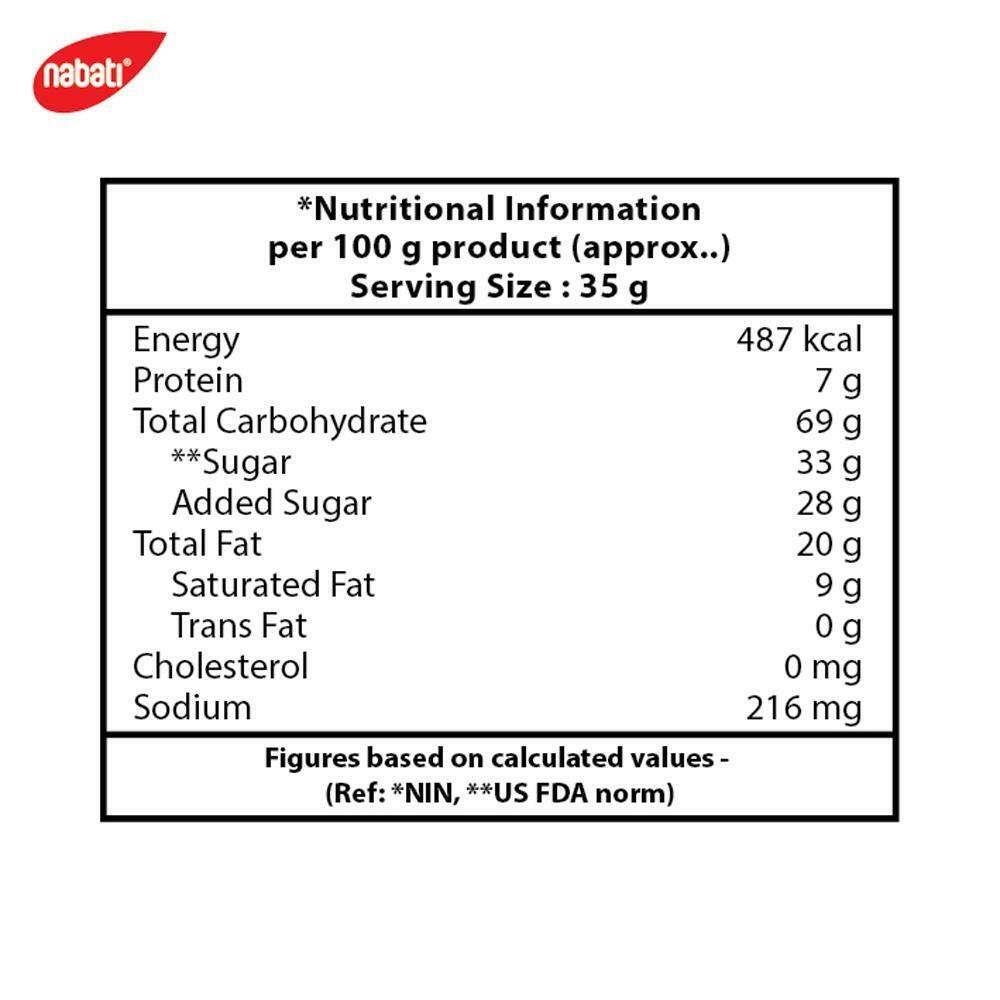 nabati®
*Nutritional Information
per 100 g product (approx..)
Serving Size : 35 g
Energy 487 kcal
Protein 7 g
Total Carbohydrate 69 g
**Sugar 33 g
Added Sugar 28 g
Total Fat 20 g
Saturated Fat 9 g
Trans Fat 0 g
Cholesterol 0 mg
Sodium 216 mg
Figures based on calculated values -
(Ref: *NIN, **US FDA norm)